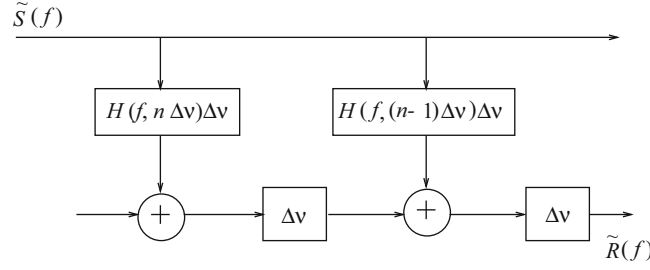 S̃(f)
H(f, n Δν)Δν
H(f, (n- 1)Δν)Δν
+
Δν
+
Δν
R̃(f)